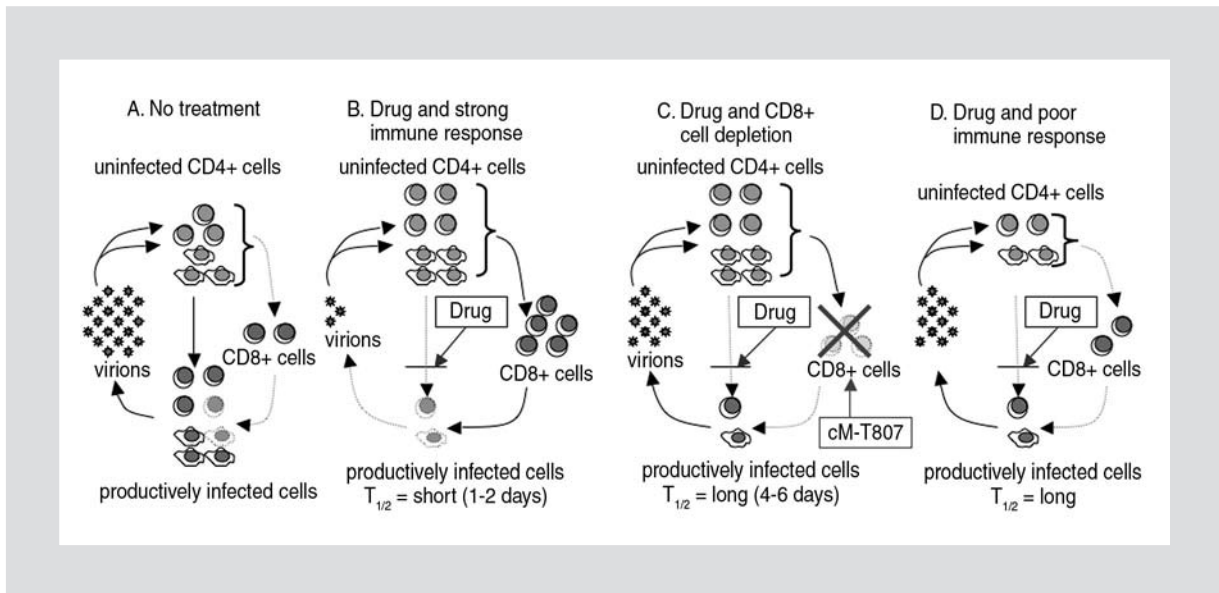 A. No treatment
uninfected CD4+ cells
virions
CD8+ cells
productively infected cells
B. Drug and strong
immune response
uninfected CD4+ cells
Drug
virions
CD8+ cells
productively infected cells
T1/2 = short (1-2 days)
C. Drug and CD8+
cell depletion
uninfected CD4+ cells
Drug
virions
CD8+ cells
cM-T807
productively infected cells
T1/2 = long (4-6 days)
D. Drug and poor
immune response
uninfected CD4+ cells
Drug
virions
CD8+ cells
productively infected cells
T1/2 = long